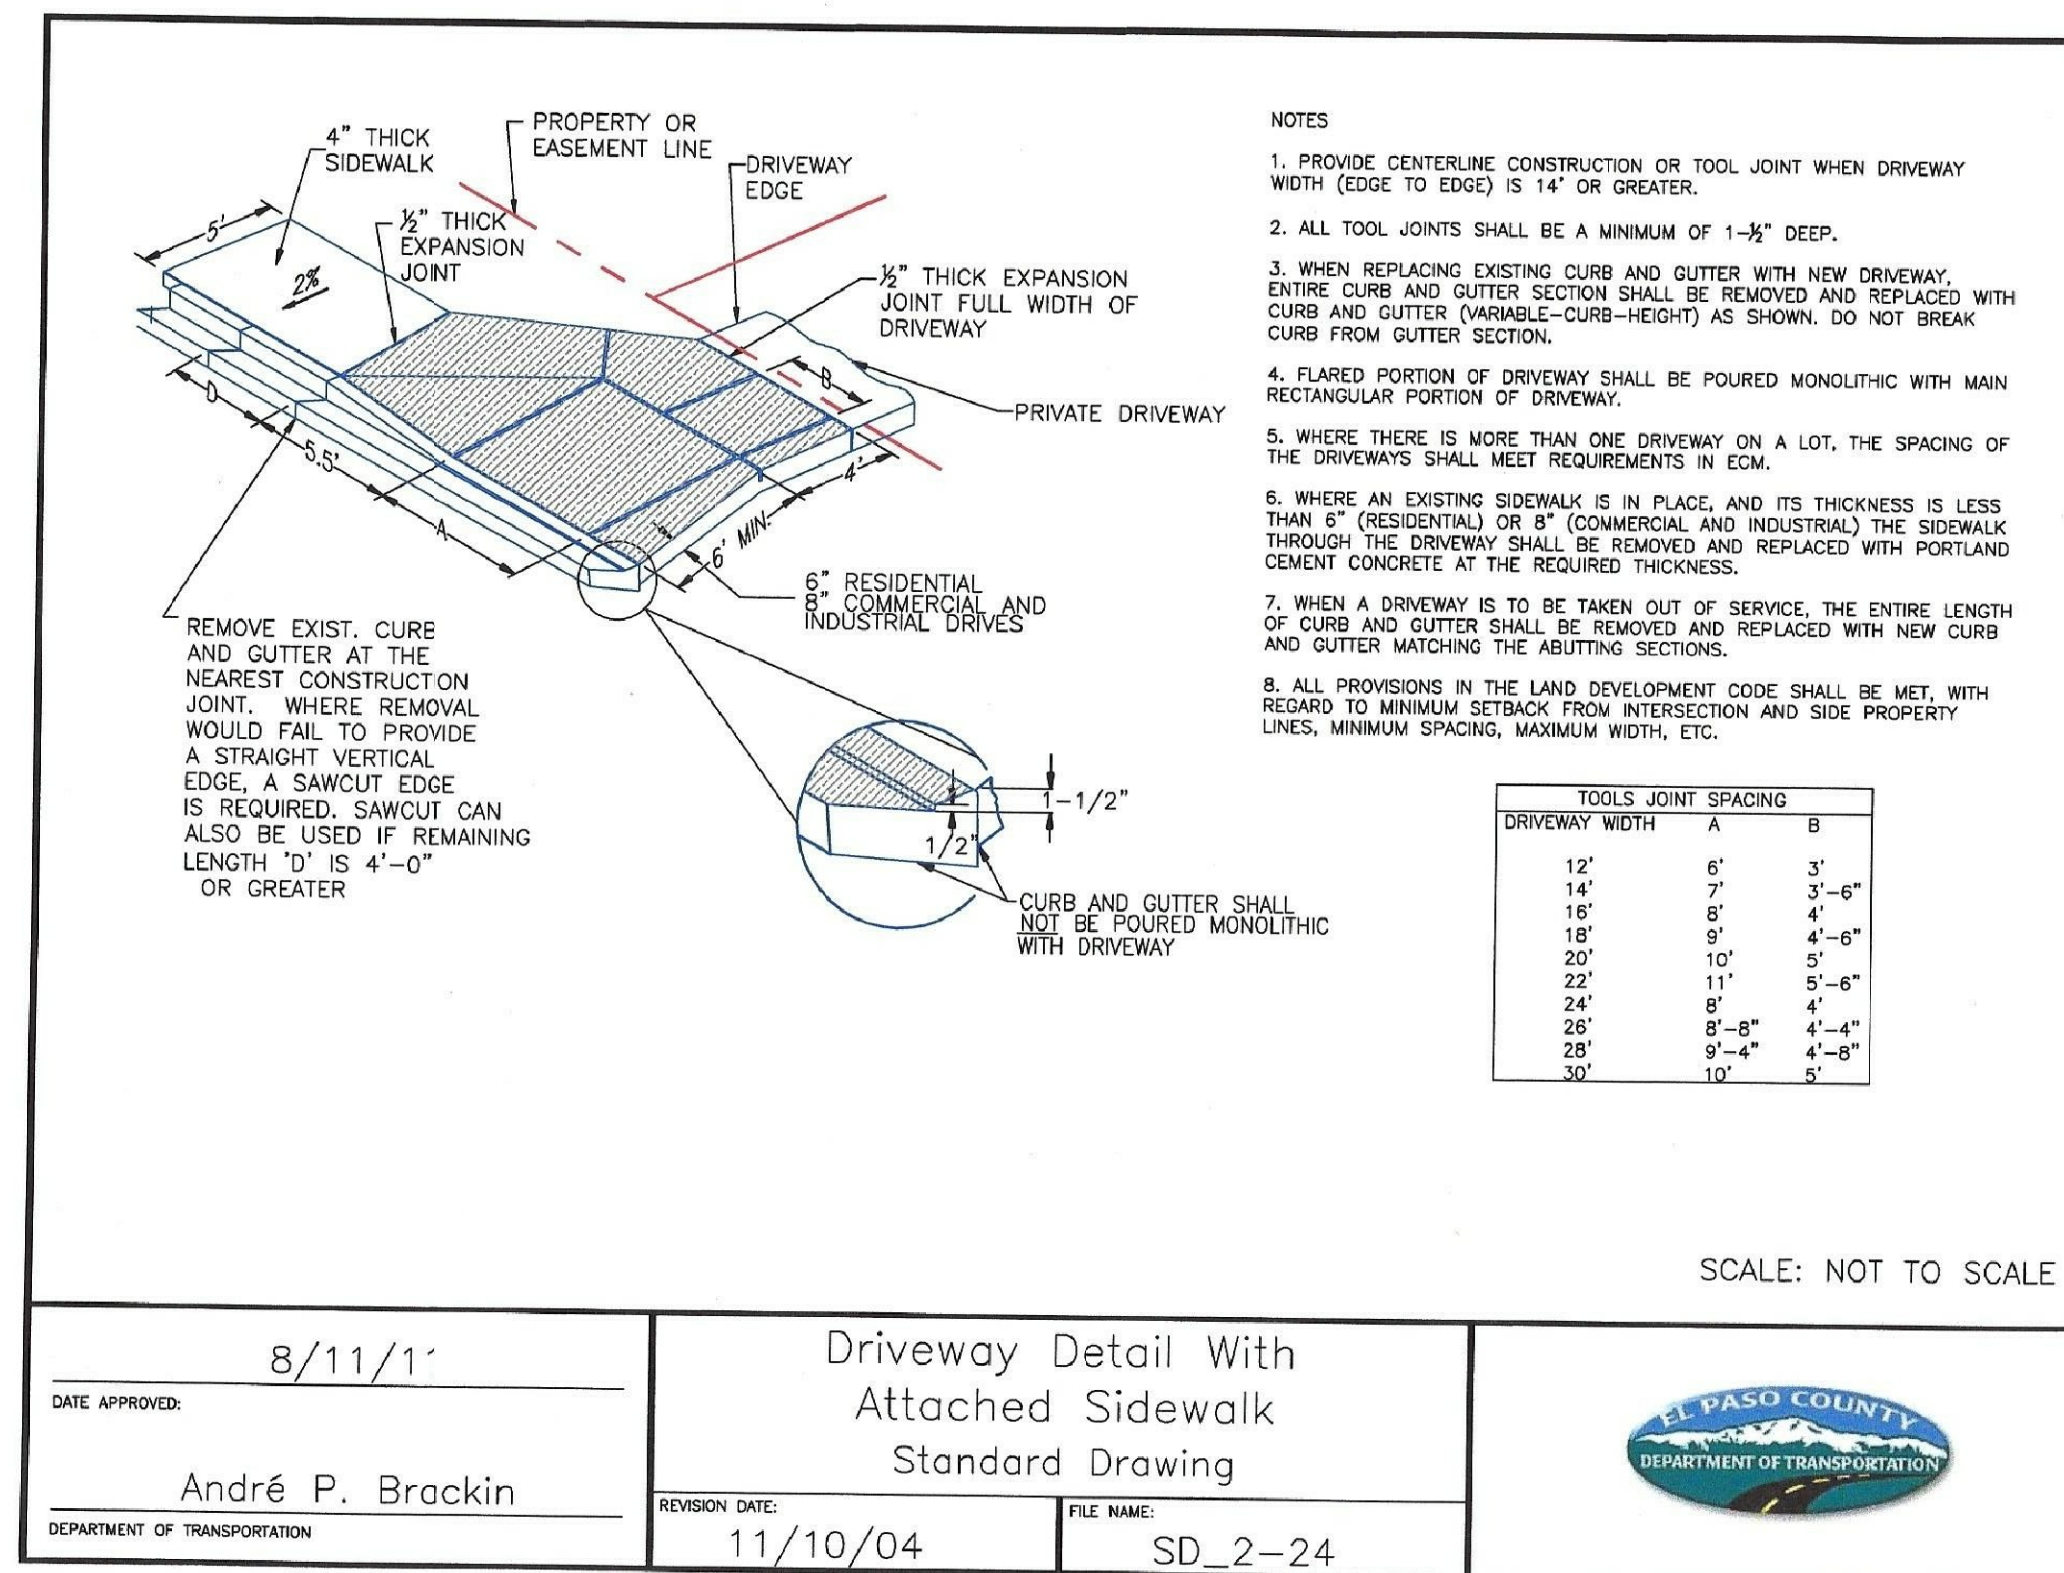 4" THICK
SIDEWALK
PROPERTY OR
EASEMENT LINE
DRIVEWAY
EDGE
5'
½" THICK
EXPANSION
JOINT
2%
½" THICK EXPANSION
JOINT FULL WIDTH OF
DRIVEWAY
B
D
PRIVATE DRIVEWAY
5.5'
4'
A
6' MIN.
6" RESIDENTIAL
8" COMMERCIAL AND
INDUSTRIAL DRIVES
REMOVE EXIST. CURB
AND GUTTER AT THE
NEAREST CONSTRUCTION
JOINT. WHERE REMOVAL
WOULD FAIL TO PROVIDE
A STRAIGHT VERTICAL
EDGE, A SAWCUT EDGE
IS REQUIRED. SAWCUT CAN
ALSO BE USED IF REMAINING
LENGTH 'D' IS 4'-0"
OR GREATER
1-1/2"
1/2"
CURB AND GUTTER SHALL
NOT BE POURED MONOLITHIC
WITH DRIVEWAY
NOTES
1. PROVIDE CENTERLINE CONSTRUCTION OR TOOL JOINT WHEN DRIVEWAY
WIDTH (EDGE TO EDGE) IS 14' OR GREATER.
2. ALL TOOL JOINTS SHALL BE A MINIMUM OF 1-½" DEEP.
3. WHEN REPLACING EXISTING CURB AND GUTTER WITH NEW DRIVEWAY,
ENTIRE CURB AND GUTTER SECTION SHALL BE REMOVED AND REPLACED WITH
CURB AND GUTTER (VARIABLE-CURB-HEIGHT) AS SHOWN. DO NOT BREAK
CURB FROM GUTTER SECTION.
4. FLARED PORTION OF DRIVEWAY SHALL BE POURED MONOLITHIC WITH MAIN
RECTANGULAR PORTION OF DRIVEWAY.
5. WHERE THERE IS MORE THAN ONE DRIVEWAY ON A LOT, THE SPACING OF
THE DRIVEWAYS SHALL MEET REQUIREMENTS IN ECM.
6. WHERE AN EXISTING SIDEWALK IS IN PLACE, AND ITS THICKNESS IS LESS
THAN 6" (RESIDENTIAL) OR 8" (COMMERCIAL AND INDUSTRIAL) THE SIDEWALK
THROUGH THE DRIVEWAY SHALL BE REMOVED AND REPLACED WITH PORTLAND
CEMENT CONCRETE AT THE REQUIRED THICKNESS.
7. WHEN A DRIVEWAY IS TO BE TAKEN OUT OF SERVICE, THE ENTIRE LENGTH
OF CURB AND GUTTER SHALL BE REMOVED AND REPLACED WITH NEW CURB
AND GUTTER MATCHING THE ABUTTING SECTIONS.
8. ALL PROVISIONS IN THE LAND DEVELOPMENT CODE SHALL BE MET, WITH
REGARD TO MINIMUM SETBACK FROM INTERSECTION AND SIDE PROPERTY
LINES, MINIMUM SPACING, MAXIMUM WIDTH, ETC.
TOOLS JOINT SPACING
DRIVEWAY WIDTH A B
12' 6' 3'
14' 7' 3'-6"
16' 8' 4'
18' 9' 4'-6"
20' 10' 5'
22' 11' 5'-6"
24' 8' 4'
26' 8'-8" 4'-4"
28' 9'-4" 4'-8"
30' 10' 5'
SCALE: NOT TO SCALE
DATE APPROVED:
André P. Brackin
DEPARTMENT OF TRANSPORTATION
Driveway Detail With
Attached Sidewalk
Standard Drawing
REVISION DATE:
11/10/04
FILE NAME:
SD_2-24
EL PASO COUNTY
DEPARTMENT OF TRANSPORTATION